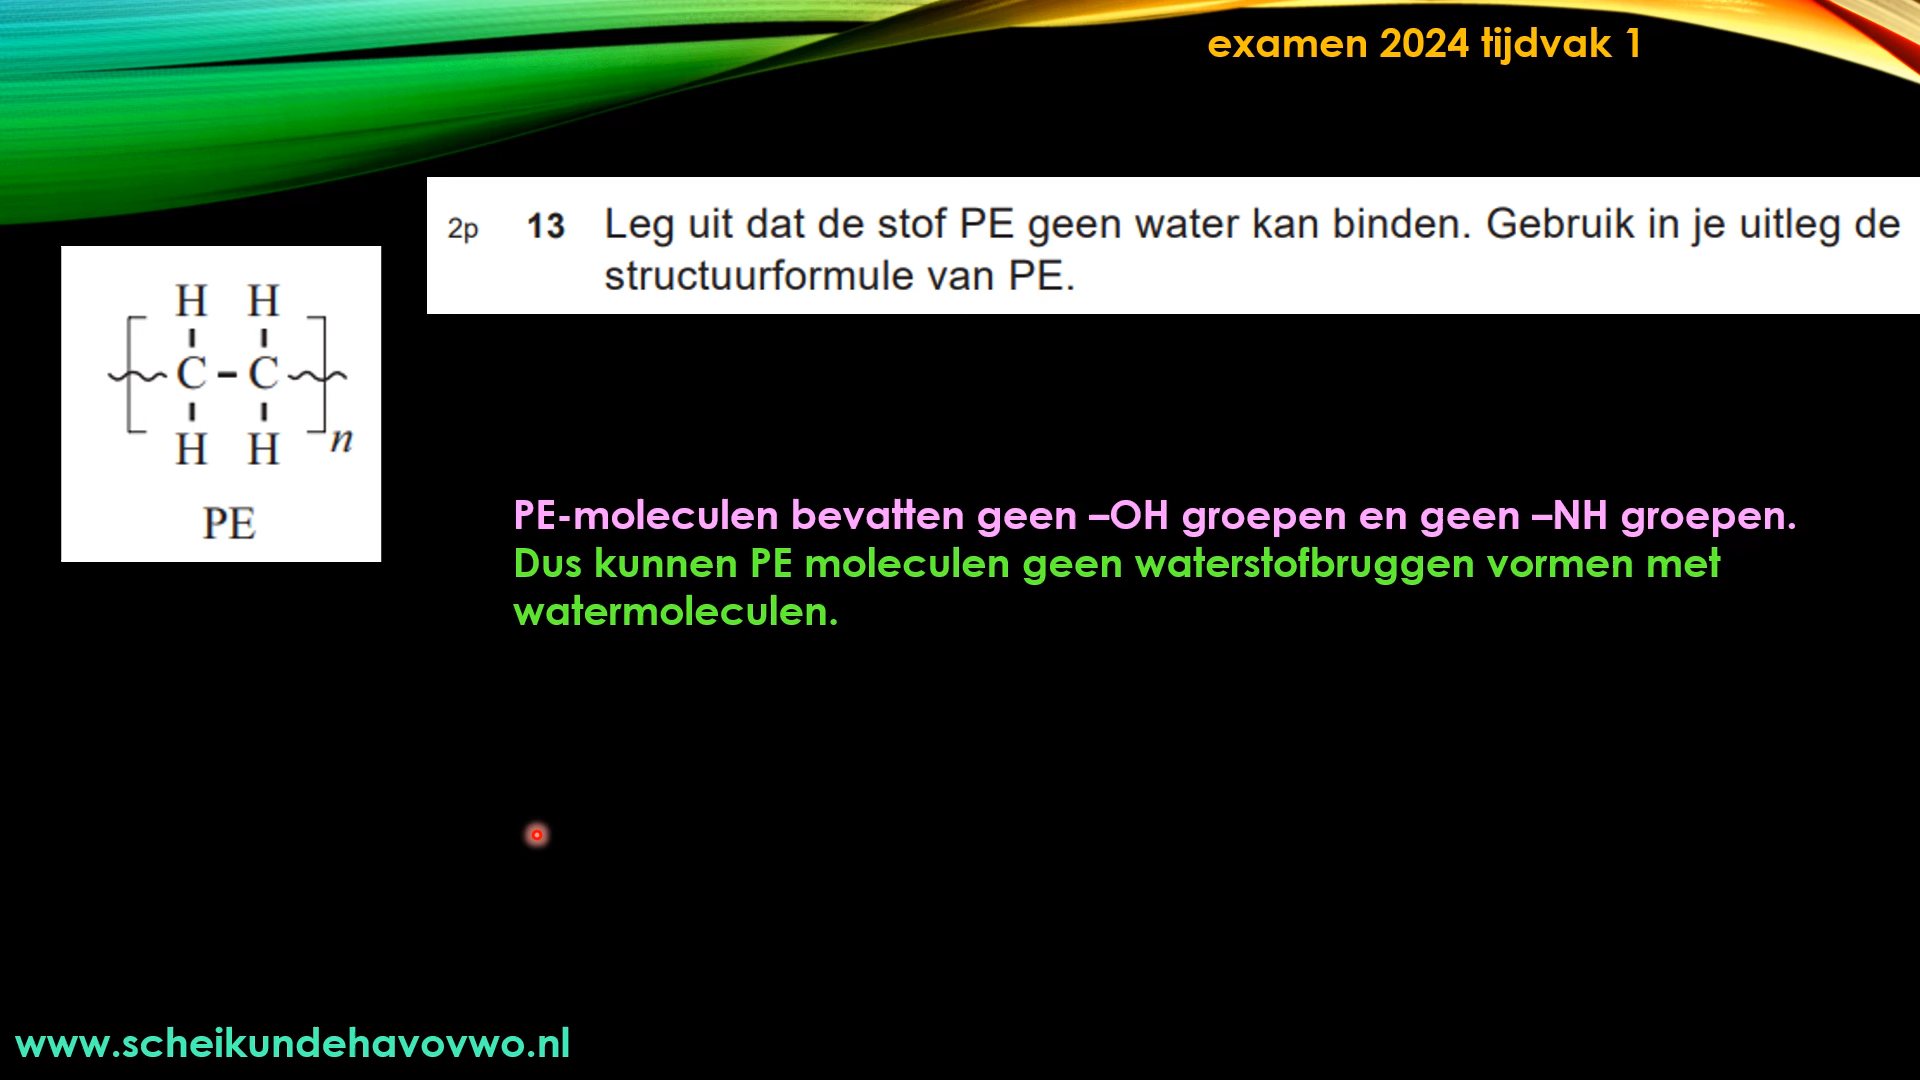 examen 2024 tijdvak 1
2p 13 Leg uit dat de stof PE geen water kan binden. Gebruik in je uitleg de
structuurformule van PE.
H H
C - C
H H n
PE
PE-moleculen bevatten geen –OH groepen en geen –NH groepen.
Dus kunnen PE moleculen geen waterstofbruggen vormen met
watermoleculen.
www.scheikundehavovwo.nl